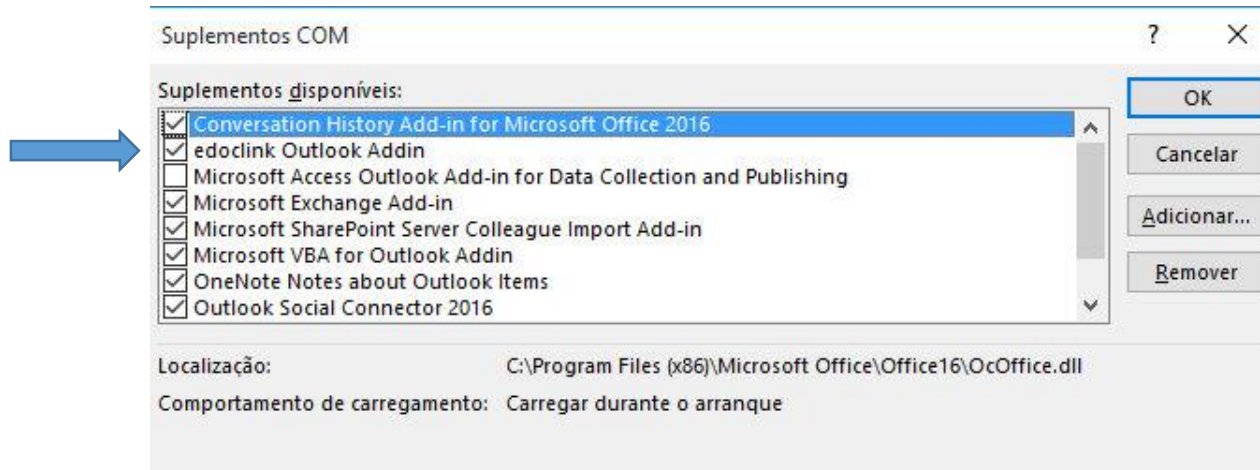 Suplementos COM
?
Suplementos disponíveis:
Conversation History Add-in for Microsoft Office 2016
edoclink Outlook Addin
Microsoft Access Outlook Add-in for Data Collection and Publishing
Microsoft Exchange Add-in
Microsoft SharePoint Server Colleague Import Add-in
Microsoft VBA for Outlook Addin
OneNote Notes about Outlook Items
Outlook Social Connector 2016
OK
Cancelar
Adicionar...
Remover
Localização: C:\Program Files (x86)\Microsoft Office\Office16\OcOffice.dll
Comportamento de carregamento: Carregar durante o arranque